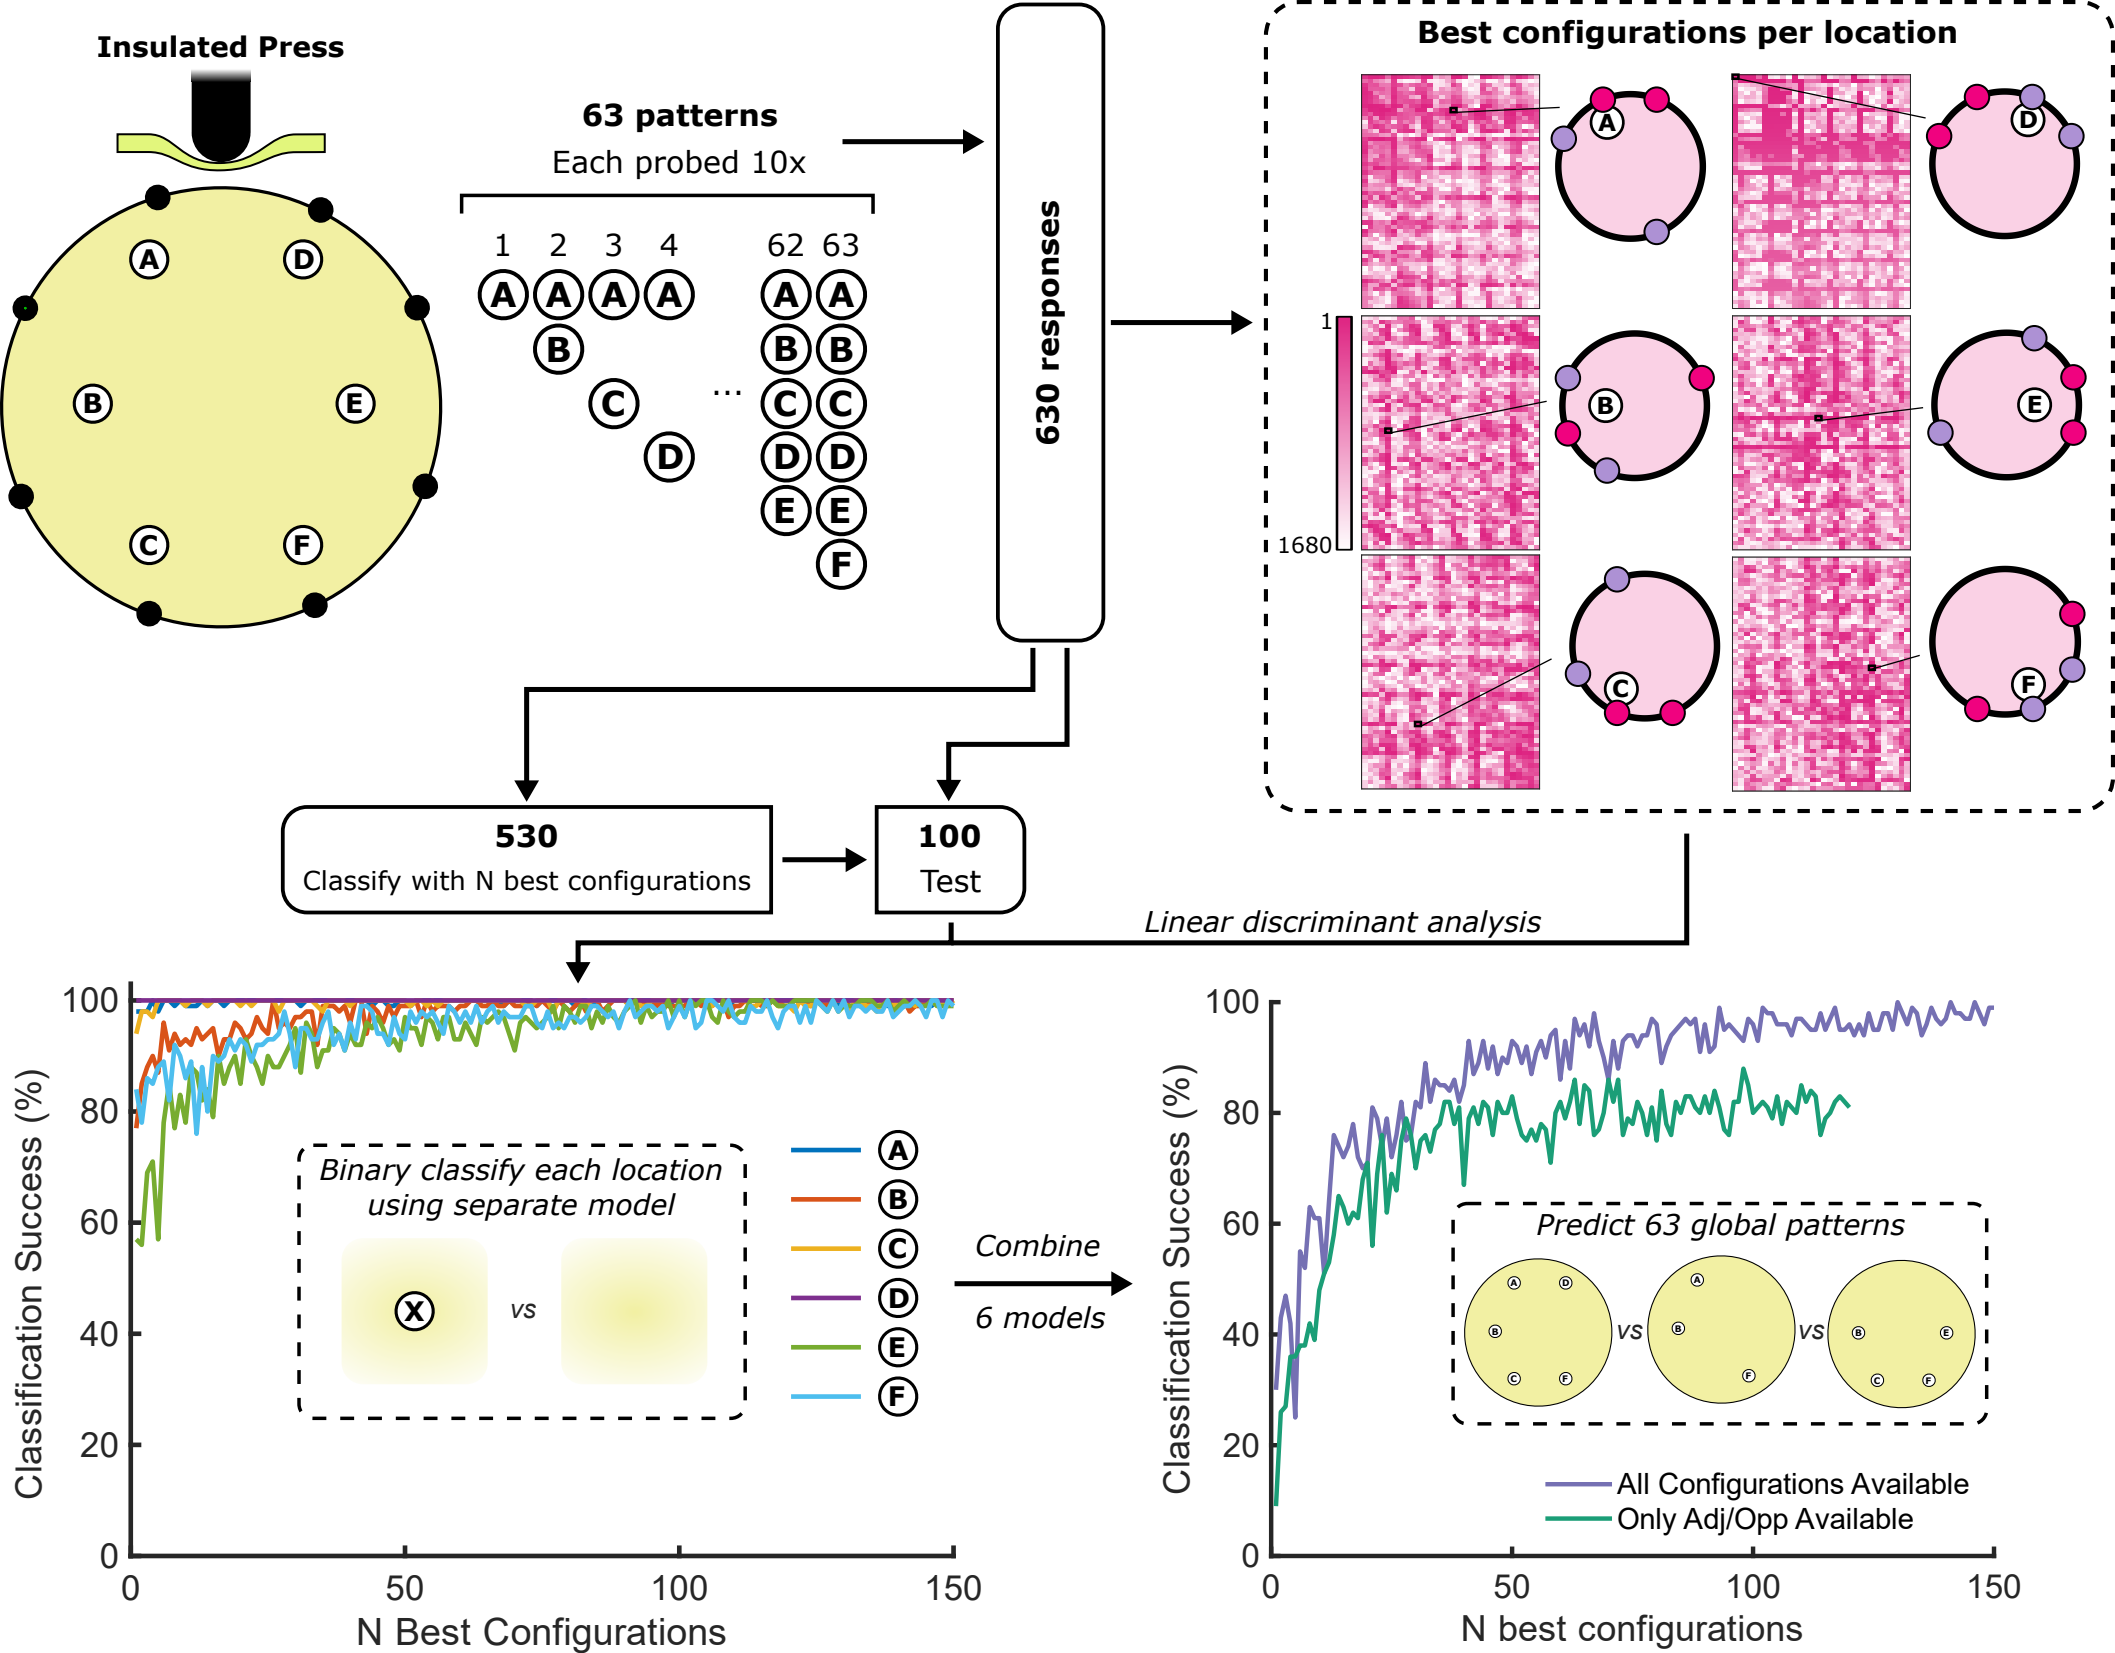 Insulated Press
A
D
B
E
C
F
63 patterns
Each probed 10x
1 2 3 4 62 63
A A A A A A
B B B
C ... C C
D D D
E E
F
630 responses
Best configurations per location
A
D
1
B
E
1680
C
F
530
Classify with N best configurations
100
Test
Linear discriminant analysis
Classification Success (%)
100
80
60
40
20
0
0 50 100 150
N Best Configurations
Binary classify each location
using separate model
X vs
A
B
C
D
E
F
Combine
6 models
Classification Success (%)
100
80
60
40
20
0
0 50 100 150
N best configurations
Predict 63 global patterns
A D
B
C F
vs
A
B
F
vs
B E
C F
All Configurations Available
Only Adj/Opp Available